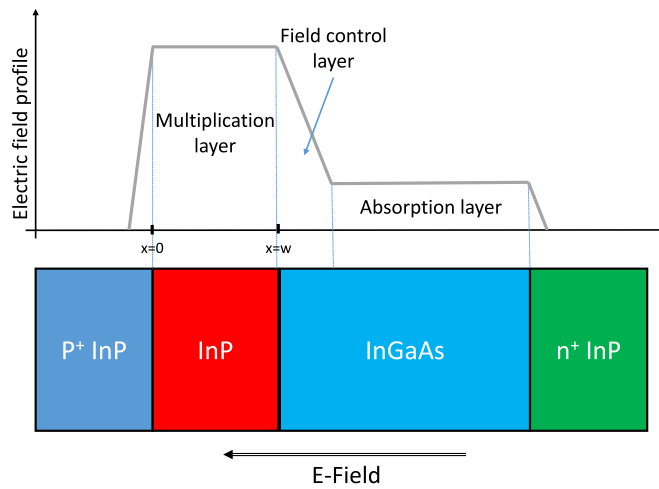 Electric field profile
Field control
layer
Multiplication
layer
Absorption layer
x=0
x=w
P⁺ InP
InP
InGaAs
n⁺ InP
E-Field